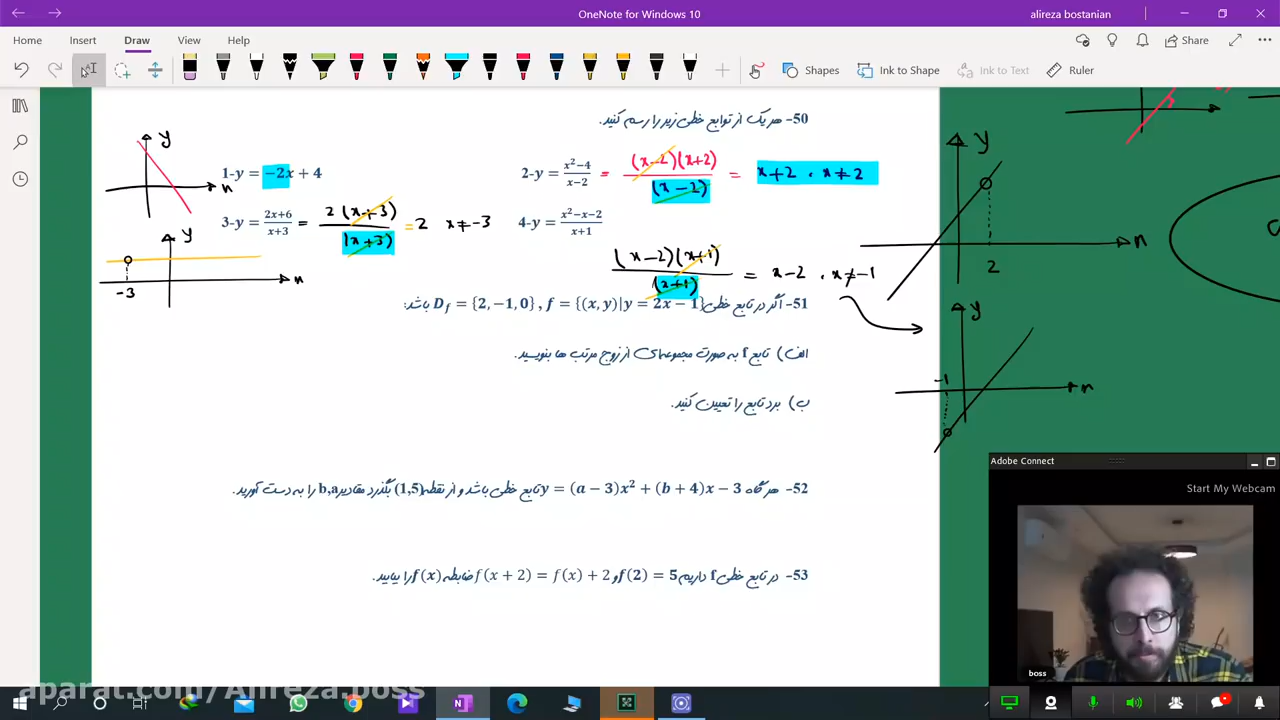 OneNote for Windows 10
alireza bostanian
Home Insert Draw View Help
Share
Shapes Ink to Shape Ink to Text Ruler
50- هر یک از توابع خطی زیر را رسم کنید.
1-y = -2x + 4
2-y = x²−4 / x−2 = (x-2)(x+2) / (x-2) = x+2 , x≠2
3-y = 2x+6 / x+3 = 2(x+3) / (x+3) = 2 x≠-3
4-y = x²−x−2 / x+1
(x-2)(x+1) / (x+1) = x-2 , x≠-1
y
x
y
x
-3
y
x
2
y
x
-1
51- اگر در تابع خطی D_f = {2, −1, 0} , f = {(x, y)|y = 2x − 1} باشد:
الف) تابع f به صورت مجموعه‌ای از زوج مرتب ها بنویسید.
ب) برد تابع را تعیین کنید.
52- هرگاه y = (a − 3)x² + (b + 4)x − 3 تابع خطی باشد و از نقطه (1,5) بگذرد مقادیر b,a را به دست آورید.
53- در تابع خطی f داریم f(2) = 5 و f(x + 2) = f(x) + 2 ضابطه f(x) را بیابید.
Adobe Connect
Start My Webcam
boss
aparat.com/Alireza.boss